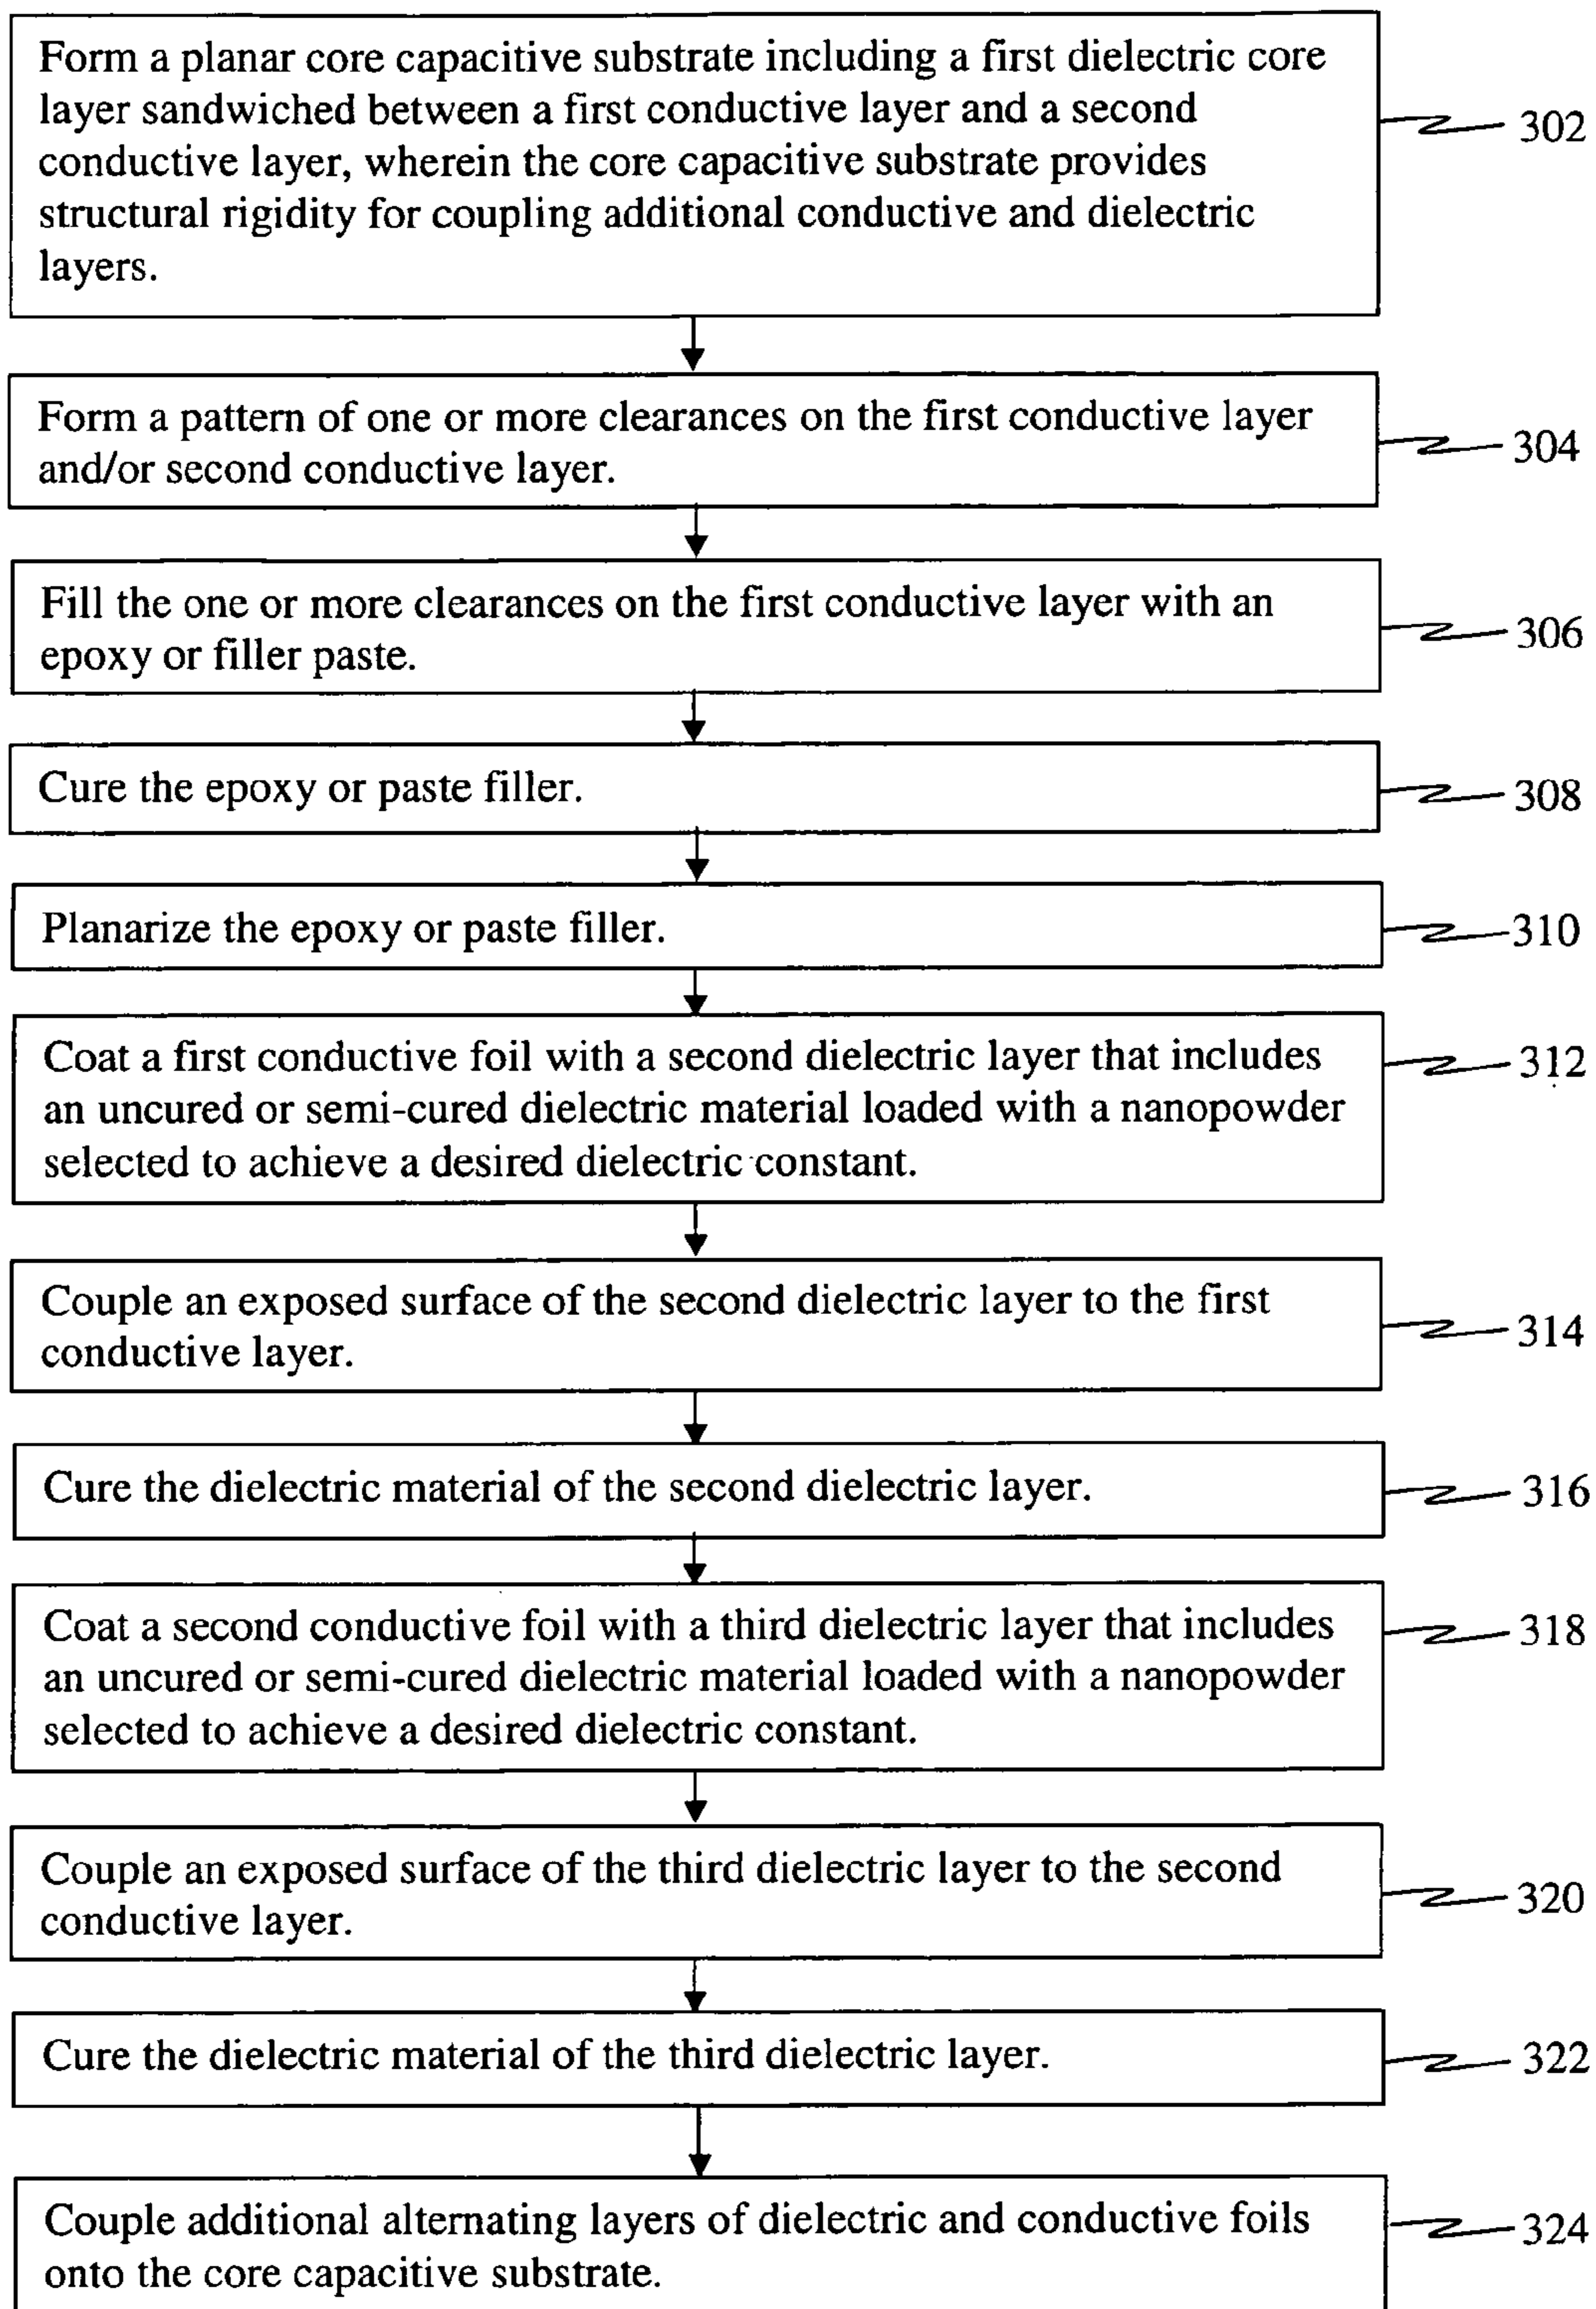 Form a planar core capacitive substrate including a first dielectric core
layer sandwiched between a first conductive layer and a second
conductive layer, wherein the core capacitive substrate provides
structural rigidity for coupling additional conductive and dielectric
layers.
302
Form a pattern of one or more clearances on the first conductive layer
and/or second conductive layer.
304
Fill the one or more clearances on the first conductive layer with an
epoxy or filler paste.
306
Cure the epoxy or paste filler.
308
Planarize the epoxy or paste filler.
310
Coat a first conductive foil with a second dielectric layer that includes
an uncured or semi-cured dielectric material loaded with a nanopowder
selected to achieve a desired dielectric constant.
312
Couple an exposed surface of the second dielectric layer to the first
conductive layer.
314
Cure the dielectric material of the second dielectric layer.
316
Coat a second conductive foil with a third dielectric layer that includes
an uncured or semi-cured dielectric material loaded with a nanopowder
selected to achieve a desired dielectric constant.
318
Couple an exposed surface of the third dielectric layer to the second
conductive layer.
320
Cure the dielectric material of the third dielectric layer.
322
Couple additional alternating layers of dielectric and conductive foils
onto the core capacitive substrate.
324